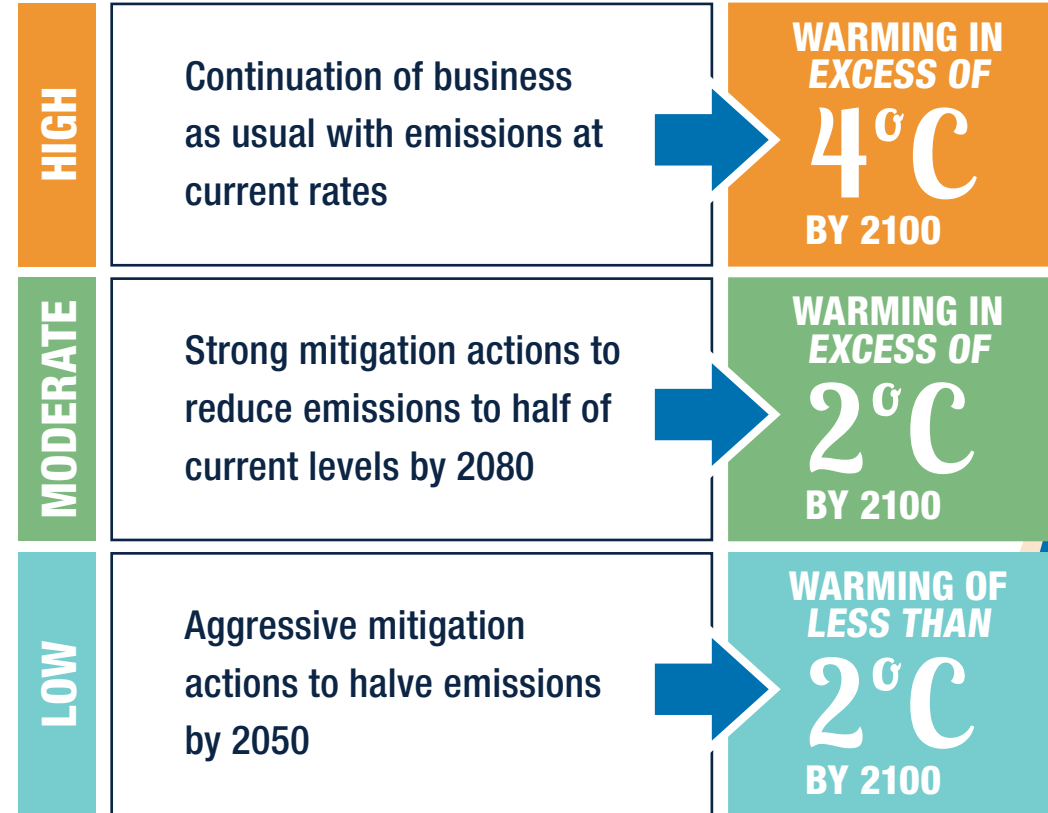 HIGH
Continuation of business
as usual with emissions at
current rates
WARMING IN
EXCESS OF
4°C
BY 2100
MODERATE
Strong mitigation actions to
reduce emissions to half of
current levels by 2080
WARMING IN
EXCESS OF
2°C
BY 2100
LOW
Aggressive mitigation
actions to halve emissions
by 2050
WARMING OF
LESS THAN
2°C
BY 2100